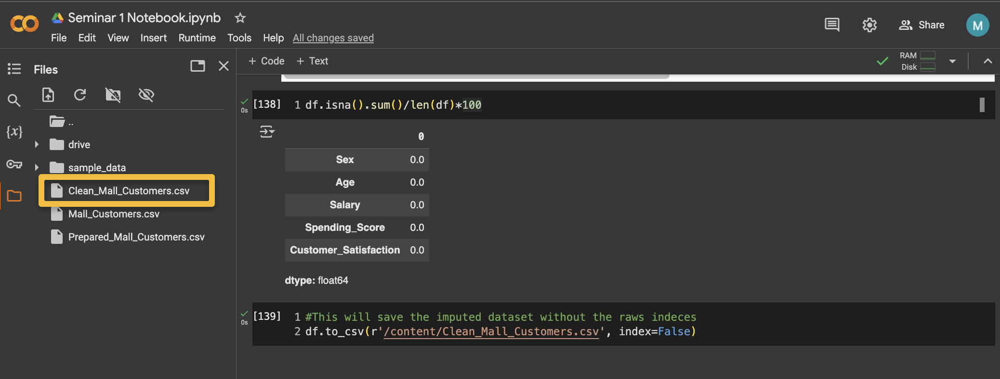 Seminar 1 Notebook.ipynb
File Edit View Insert Runtime Tools Help All changes saved
Share
M
Files
+ Code + Text
RAM
Disk
..
drive
sample_data
Clean_Mall_Customers.csv
Mall_Customers.csv
Prepared_Mall_Customers.csv
{x}
0s
[138] 1 df.isna().sum()/len(df)*100
0
Sex 0.0
Age 0.0
Salary 0.0
Spending_Score 0.0
Customer_Satisfaction 0.0
dtype: float64
0s
[139] 1 #This will save the imputed dataset without the raws indeces
2 df.to_csv(r'/content/Clean_Mall_Customers.csv', index=False)